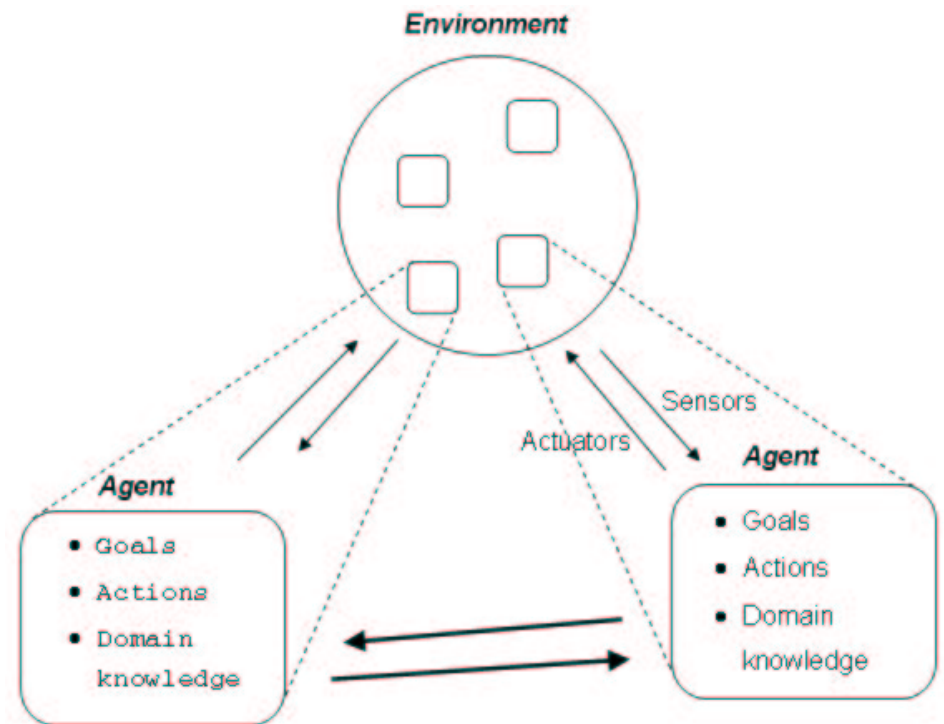 Environment
Sensors
Actuators
Agent
Goals
Actions
Domain
knowledge
Agent
Goals
Actions
Domain
knowledge